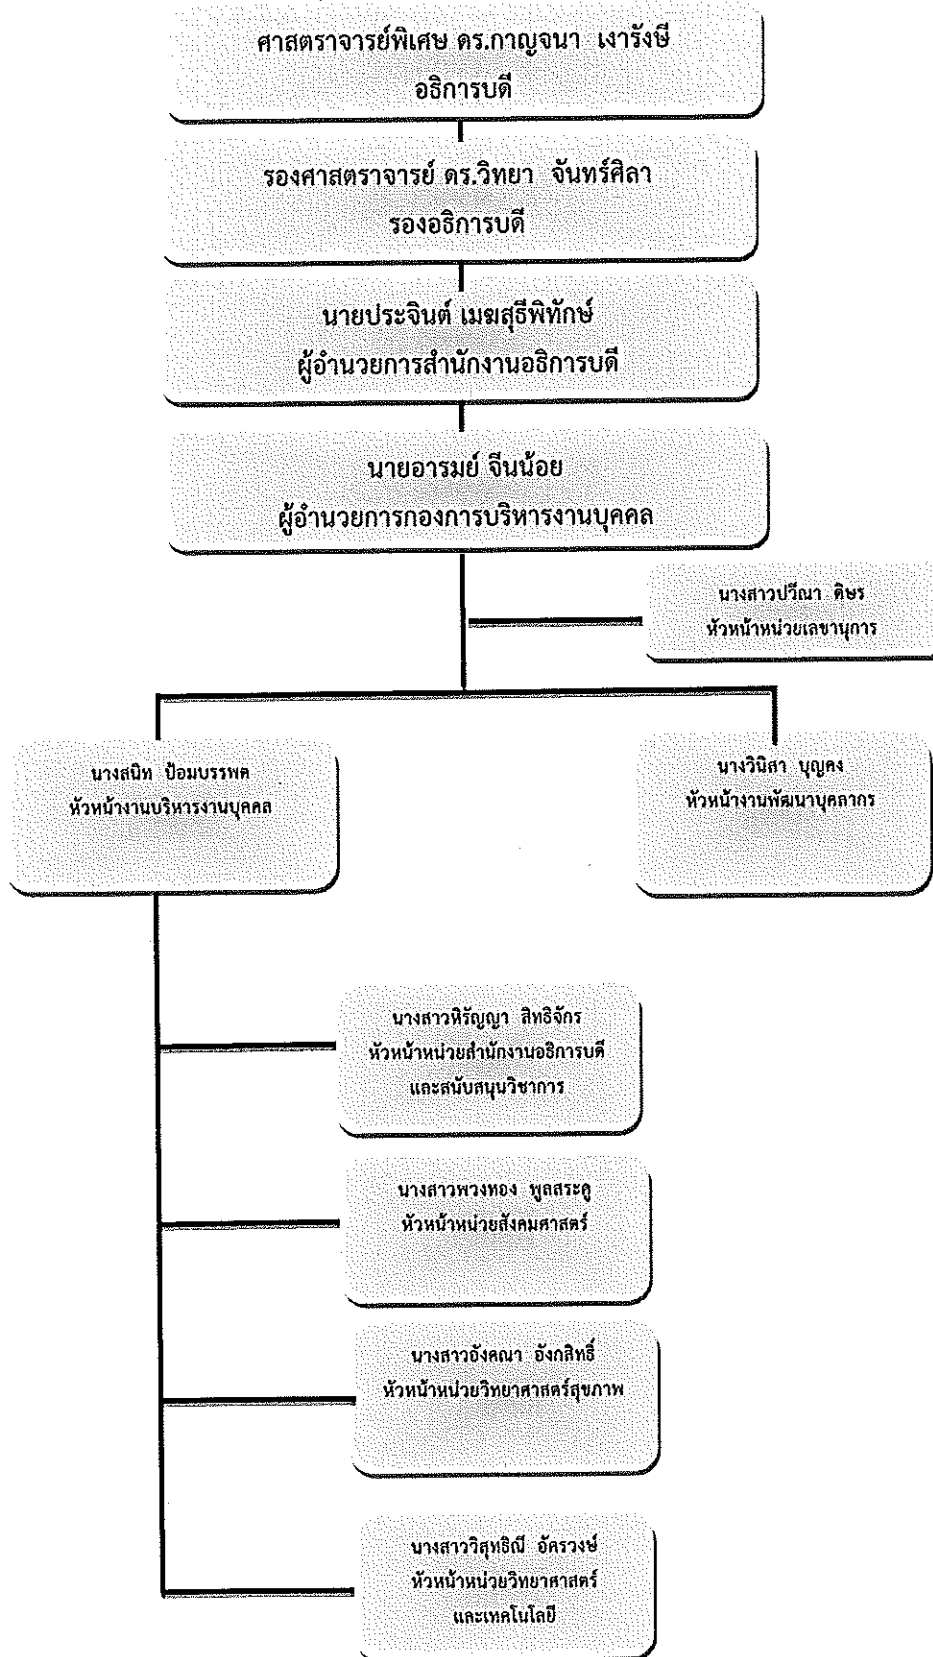 ศาสตราจารย์พิเศษ ดร.กาญจนา เงารังษี
อธิการบดี
รองศาสตราจารย์ ดร.วิทยา จันทร์ศิลา
รองอธิการบดี
นายประจินต์ เมฆสุธีพิทักษ์
ผู้อำนวยการสำนักงานอธิการบดี
นายอารมย์ จีนน้อย
ผู้อำนวยการกองการบริหารงานบุคคล
นางสาวปวีณา ดิษร
หัวหน้าหน่วยเลขานุการ
นางสนิท ป้อมบรรพต
หัวหน้างานบริหารงานบุคคล
นางวินิสา บุญคง
หัวหน้างานพัฒนาบุคลากร
นางสาวหิรัญญา สิทธิจักร
หัวหน้าหน่วยสำนักงานอธิการบดี
และสนับสนุนวิชาการ
นางสาวพวงทอง พูลสระคู
หัวหน้าหน่วยสังคมศาสตร์
นางสาวอังคณา อังกสิทธิ์
หัวหน้าหน่วยวิทยาศาสตร์สุขภาพ
นางสาววิสุทธิณี อัครวงษ์
หัวหน้าหน่วยวิทยาศาสตร์
และเทคโนโลยี